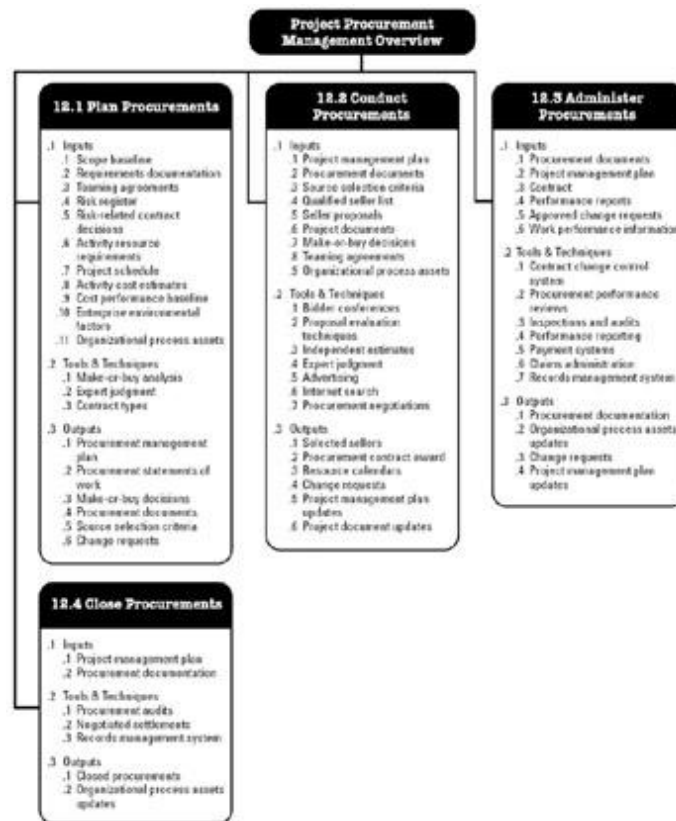 Project Procurement
Management Overview
12.1 Plan Procurements
.1 Inputs
.1 Scope baseline
.2 Requirements documentation
.3 Teaming agreements
.4 Risk register
.5 Risk-related contract
decisions
.6 Activity resource
requirements
.7 Project schedule
.8 Activity cost estimates
.9 Cost performance baseline
.10 Enterprise environmental
factors
.11 Organizational process assets
.2 Tools & Techniques
.1 Make-or-buy analysis
.2 Expert judgment
.3 Contract types
.3 Outputs
.1 Procurement management
plan
.2 Procurement statements of
work
.3 Make-or-buy decisions
.4 Procurement documents
.5 Source selection criteria
.6 Change requests
12.2 Conduct
Procurements
.1 Inputs
.1 Project management plan
.2 Procurement documents
.3 Source selection criteria
.4 Qualified seller list
.5 Seller proposals
.6 Project documents
.7 Make-or-buy decisions
.8 Teaming agreements
.5 Organizational process assets
.2 Tools & Techniques
.1 Bidder conferences
.2 Proposal evaluation
techniques
.3 Independent estimates
.4 Expert judgment
.5 Advertising
.6 Internet search
.7 Procurement negotiations
.3 Outputs
.1 Selected sellers
.2 Procurement contract award
.3 Resource calendars
.4 Change requests
.5 Project management plan
updates
.6 Project document updates
12.3 Administer
Procurements
.1 Inputs
.1 Procurement documents
.2 Project management plan
.3 Contract
.4 Performance reports
.5 Approved change requests
.6 Work performance information
.2 Tools & Techniques
.1 Contract change control
system
.2 Procurement performance
reviews
.3 Inspections and audits
.4 Performance reporting
.5 Payment systems
.6 Claims administration
.7 Records management system
.3 Outputs
.1 Procurement documentation
.2 Organizational process assets
updates
.3 Change requests
.4 Project management plan
updates
12.4 Close Procurements
.1 Inputs
.1 Project management plan
.2 Procurement documentation
.2 Tools & Techniques
.1 Procurement audits
.2 Negotiated settlements
.3 Records management system
.3 Outputs
.1 Closed procurements
.2 Organizational process assets
updates